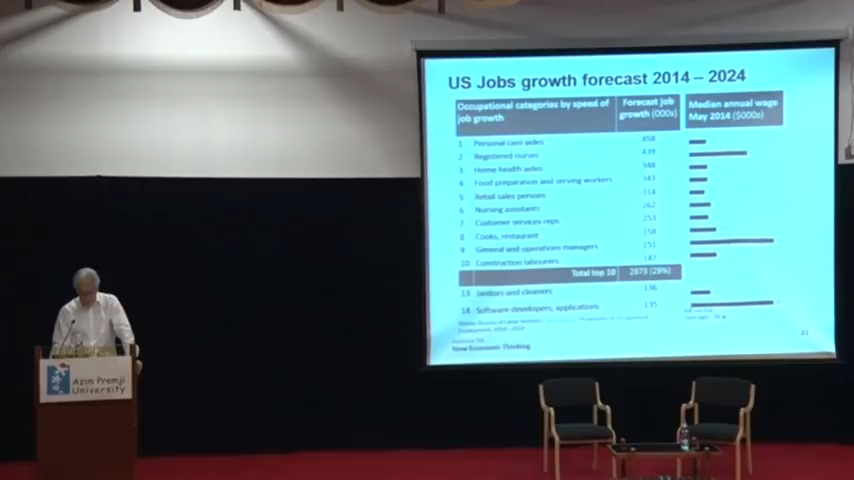 US Jobs growth forecast 2014 – 2024
Occupational categories by speed of job growth
Forecast job growth (000s)
Median annual wage May 2014 ($000s)
1 Personal care aides 458
2 Registered nurses 439
3 Home health aides 348
4 Food preparation and serving workers 343
5 Retail sales persons 314
6 Nursing assistants 262
7 Customer services reps 253
8 Cooks, restaurant 158
9 General and operations managers 151
10 Construction labourers 147
Total top 10 2873 (29%)
13 Janitors and cleaners 136
14 Software developers, applications 135
New Economic Thinking
21
Azim Premji
University